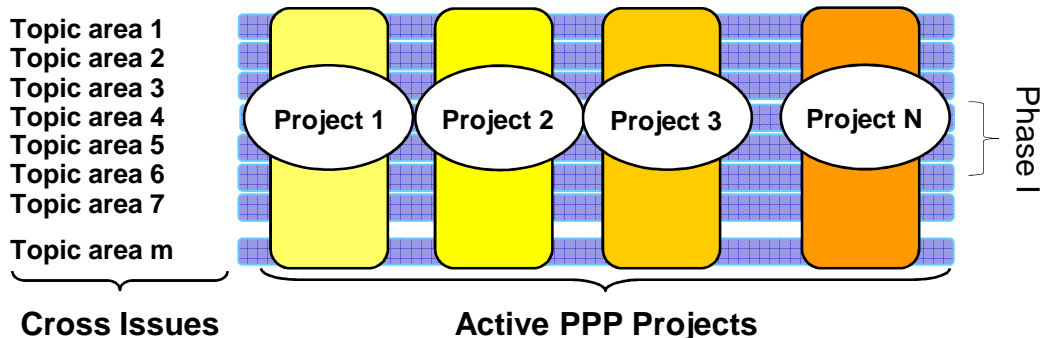 Topic area 1
Topic area 2
Topic area 3
Topic area 4
Topic area 5
Topic area 6
Topic area 7
Topic area m
Project 1
Project 2
Project 3
Project N
Phase I
Cross Issues
Active PPP Projects